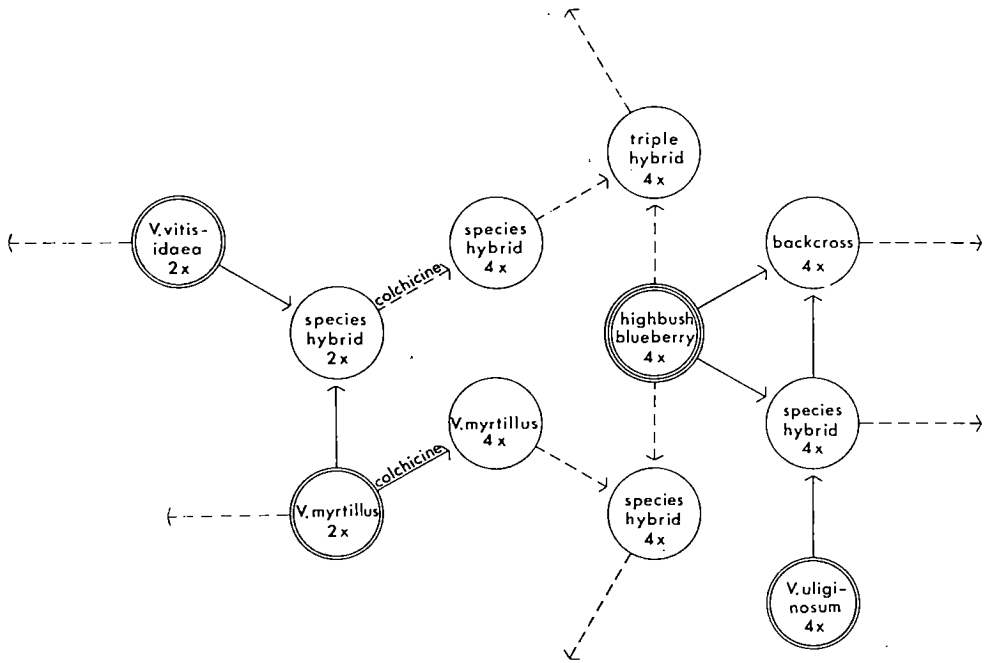 triple
hybrid
4x
V.vitis-
idaea
2x
species
hybrid
4x
backcross
4x
colchicine
species
hybrid
2x
highbush
blueberry
4x
V.myrtillus
4x
species
hybrid
4x
colchicine
V.myrtillus
2x
species
hybrid
4x
V.uligi-
nosum
4x